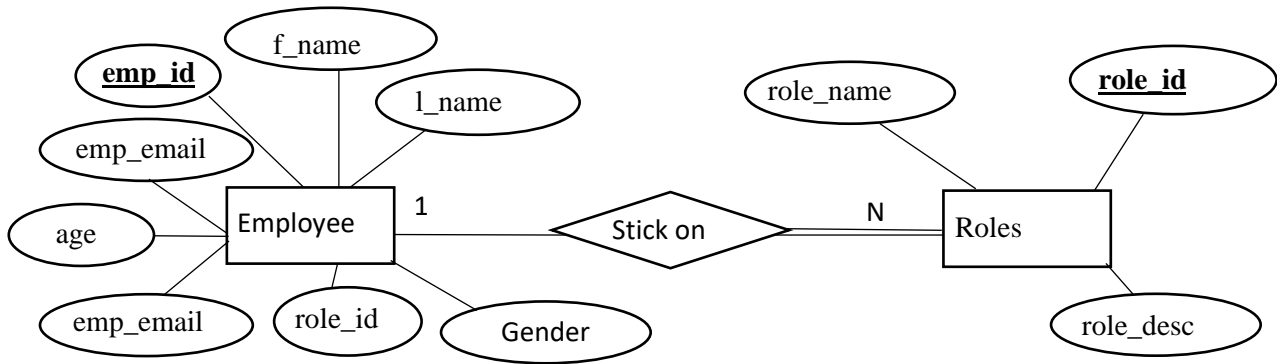 f_name
emp_id
l_name
role_name
role_id
emp_email
Employee
1
Stick on
N
Roles
age
emp_email
role_id
Gender
role_desc